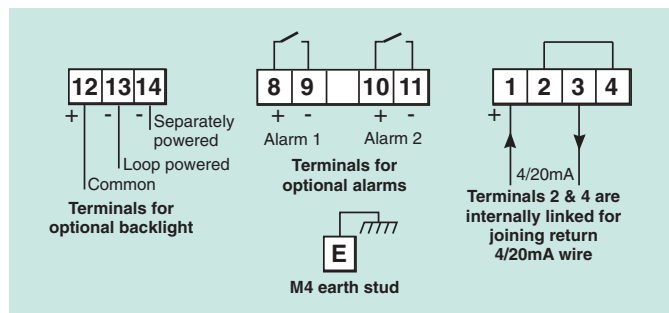 12 13 14
+ - -
Separately
powered
Loop powered
Common
Terminals for
optional backlight
8 9 10 11
+ - + -
Alarm 1 Alarm 2
Terminals for
optional alarms
E
M4 earth stud
1 2 3 4
+
4/20mA
Terminals 2 & 4 are
internally linked for
joining return
4/20mA wire